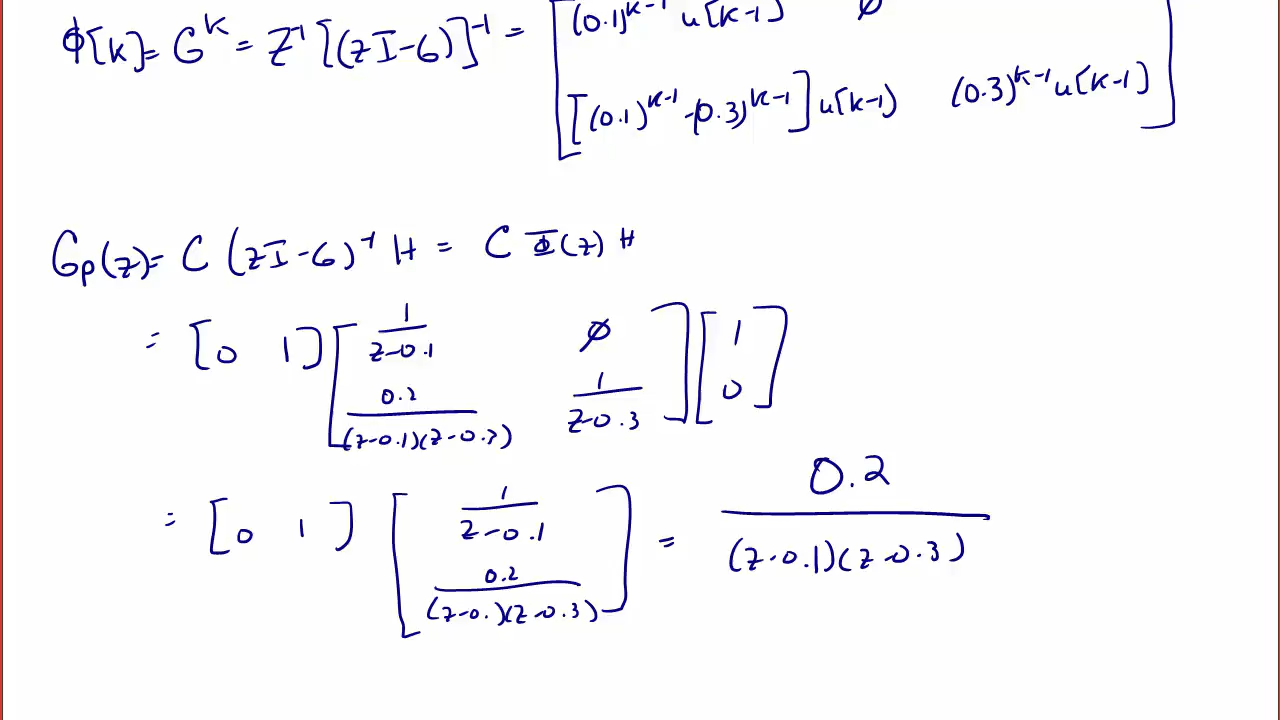 ϕ[k] = G^k = Z^-1 [(zI-G)]^-1 = [ (0.1)^k-1 u[k-1] ∅
[(0.1)^k-1 - (0.3)^k-1] u[k-1] (0.3)^k-1 u[k-1] ]
Gp(z) = C (zI-G)^-1 H = C Φ(z) H
= [0 1] [ 1/(z-0.1) ∅ ; 0.2/((z-0.1)(z-0.3)) 1/(z-0.3) ] [ 1 ; 0 ]
= [0 1] [ 1/(z-0.1) ; 0.2/((z-0.1)(z-0.3)) ] = 0.2/((z-0.1)(z-0.3))